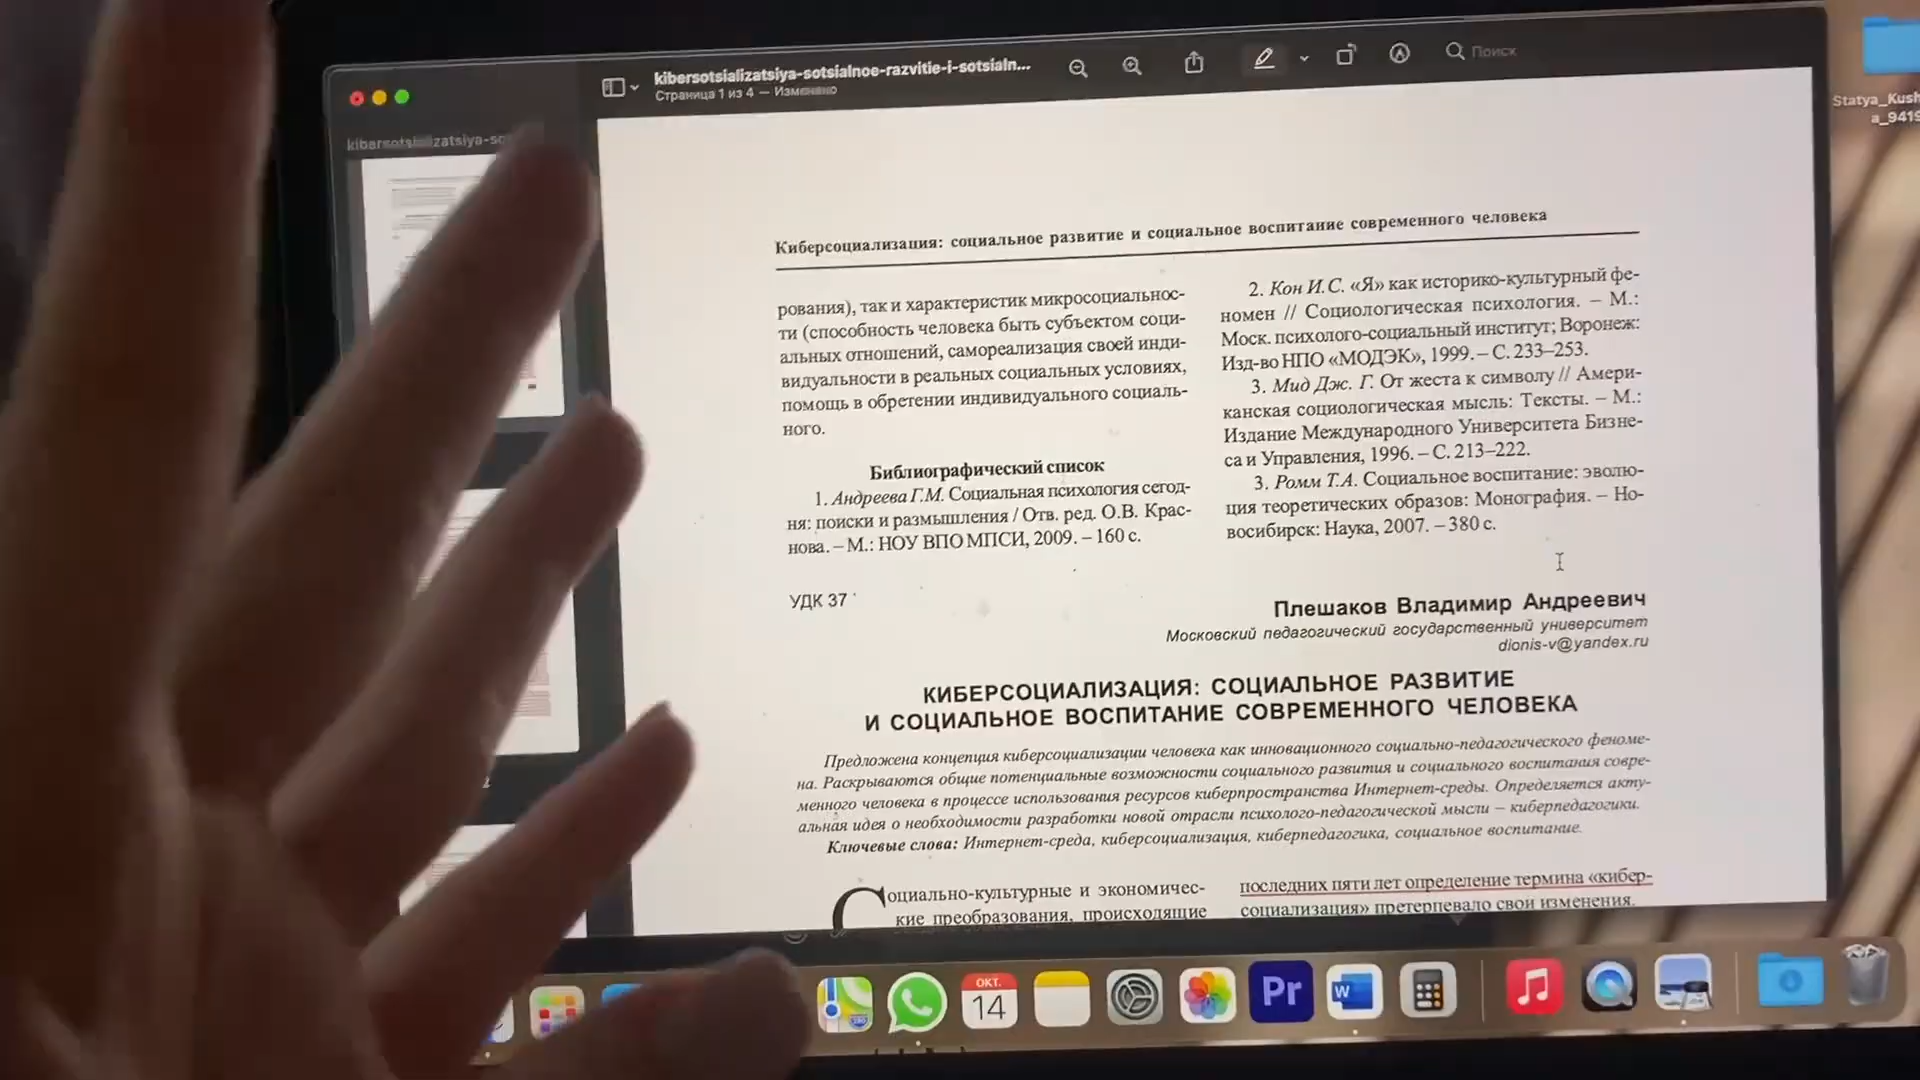 kibersotsializatsiya-sotsialnoe-razvitie-i-sotsialn...
Страница 1 из 4 — Изменено
Поиск
Statya_Kush
a_9419
kibersotsializatsiya-so
Киберсоциализация: социальное развитие и социальное воспитание современного человека
рования), так и характеристик микросоциальнос-
ти (способность человека быть субъектом соци-
альных отношений, самореализация своей инди-
видуальности в реальных социальных условиях,
помощь в обретении индивидуального социаль-
ного.
Библиографический список
1. Андреева Г.М. Социальная психология сегод-
ня: поиски и размышления / Отв. ред. О.В. Крас-
нова. – М.: НОУ ВПО МПСИ, 2009. – 160 с.
2. Кон И.С. «Я» как историко-культурный фе-
номен // Социологическая психология. – М.:
Моск. психолого-социальный институт; Воронеж:
Изд-во НПО «МОДЭК», 1999. – С. 233–253.
3. Мид Дж. Г. От жеста к символу // Амери-
канская социологическая мысль: Тексты. – М.:
Издание Международного Университета Бизне-
са и Управления, 1996. – С. 213–222.
3. Ромм Т.А. Социальное воспитание: эволю-
ция теоретических образов: Монография. – Но-
восибирск: Наука, 2007. – 380 с.
УДК 37
Плешаков Владимир Андреевич
Московский педагогический государственный университет
dionis-v@yandex.ru
КИБЕРСОЦИАЛИЗАЦИЯ: СОЦИАЛЬНОЕ РАЗВИТИЕ
И СОЦИАЛЬНОЕ ВОСПИТАНИЕ СОВРЕМЕННОГО ЧЕЛОВЕКА
Предложена концепция киберсоциализации человека как инновационного социально-педагогического феноме-
на. Раскрываются общие потенциальные возможности социального развития и социального воспитания совре-
менного человека в процессе использования ресурсов киберпространства Интернет-среды. Определяется акту-
альная идея о необходимости разработки новой отрасли психолого-педагогической мысли – киберпедагогики.
Ключевые слова: Интернет-среда, киберсоциализация, киберпедагогика, социальное воспитание.
Социально-культурные и экономичес-
кие преобразования, происходящие
последних пяти лет определение термина «кибер-
социализация» претерпевало свои изменения.
ОКТ.
14
Pr
W